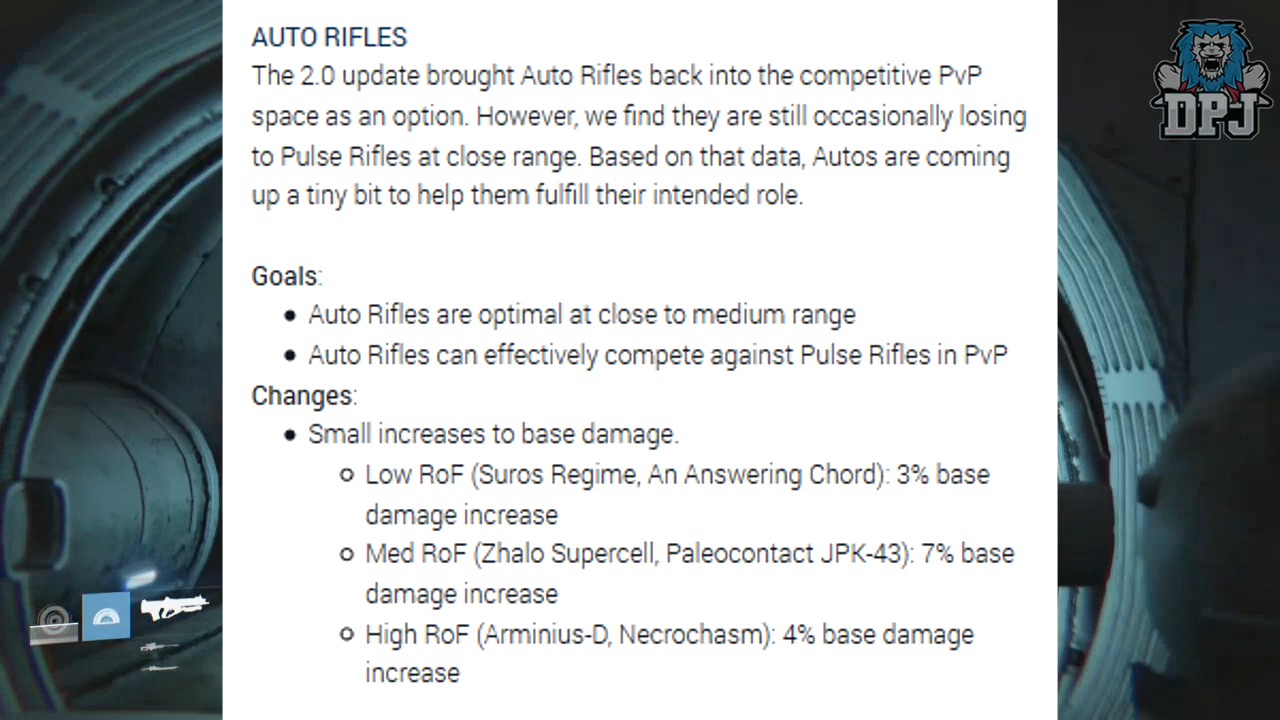 AUTO RIFLES
The 2.0 update brought Auto Rifles back into the competitive PvP
space as an option. However, we find they are still occasionally losing
to Pulse Rifles at close range. Based on that data, Autos are coming
up a tiny bit to help them fulfill their intended role.
Goals:
• Auto Rifles are optimal at close to medium range
• Auto Rifles can effectively compete against Pulse Rifles in PvP
Changes:
• Small increases to base damage.
o Low RoF (Suros Regime, An Answering Chord): 3% base
damage increase
o Med RoF (Zhalo Supercell, Paleocontact JPK-43): 7% base
damage increase
o High RoF (Arminius-D, Necrochasm): 4% base damage
increase
DPJ